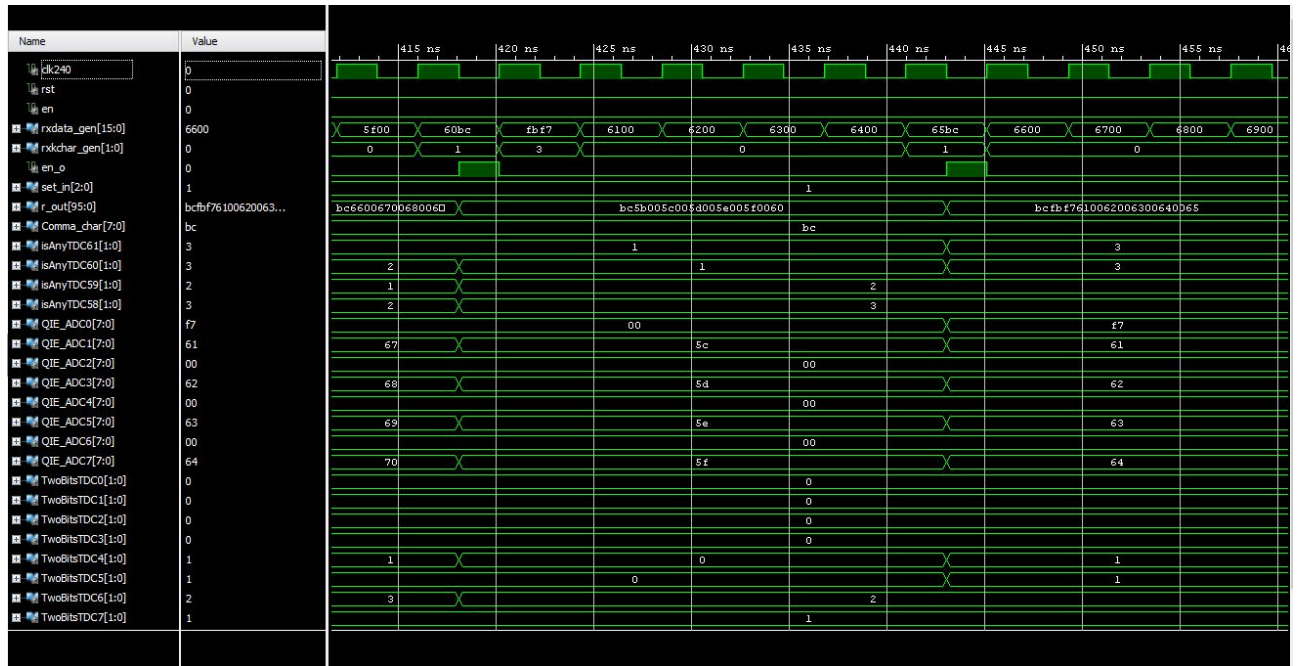 Name Value
415 ns 420 ns 425 ns 430 ns 435 ns 440 ns 445 ns 450 ns 455 ns 46
clk240 0
rst 0
en 0
rxdata_gen[15:0] 6600 5f00 60bc fbf7 6100 6200 6300 6400 65bc 6600 6700 6800 6900
rxkchar_gen[1:0] 0 0 1 3 0 1 0
en_o 0
set_in[2:0] 1 1
r_out[95:0] bcfbf76100620063... bc66006700680060 bc5b005c005d005e005f0060 bcfbf7610062006300640065
Comma_char[7:0] bc bc
isAnyTDC61[1:0] 3 1 3
isAnyTDC60[1:0] 3 2 1 3
isAnyTDC59[1:0] 2 1 2
isAnyTDC58[1:0] 3 2 3
QIE_ADC0[7:0] f7 00 f7
QIE_ADC1[7:0] 61 67 5c 61
QIE_ADC2[7:0] 00 00
QIE_ADC3[7:0] 62 68 5d 62
QIE_ADC4[7:0] 00 00
QIE_ADC5[7:0] 63 69 5e 63
QIE_ADC6[7:0] 00 00
QIE_ADC7[7:0] 64 70 5f 64
TwoBitsTDC0[1:0] 0 0
TwoBitsTDC1[1:0] 0 0
TwoBitsTDC2[1:0] 0 0
TwoBitsTDC3[1:0] 0 0
TwoBitsTDC4[1:0] 1 1 0 1
TwoBitsTDC5[1:0] 1 0 1
TwoBitsTDC6[1:0] 2 3 2
TwoBitsTDC7[1:0] 1 1